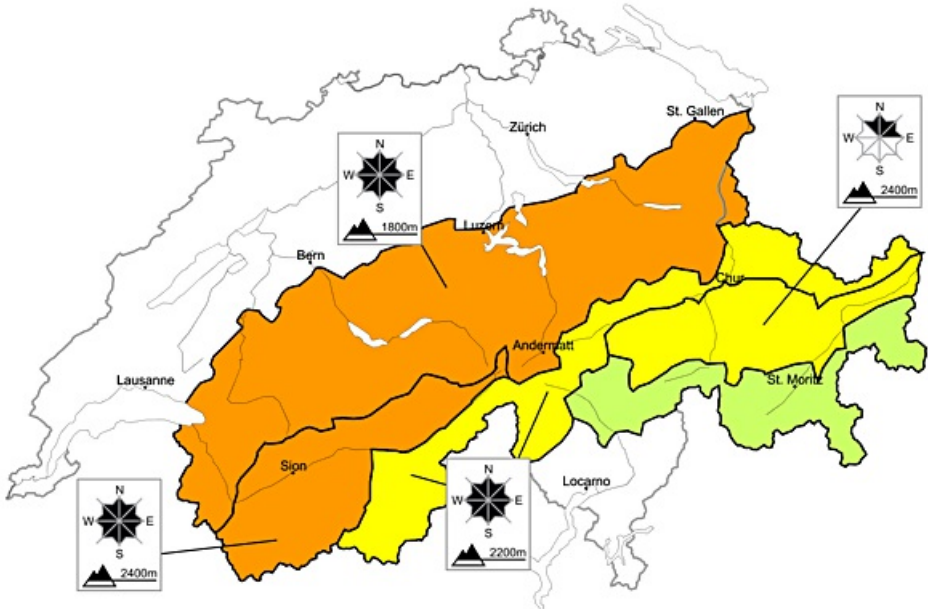 St. Gallen
Zürich
N
W E
S
2400m
N
W E
S
1800m
Luzern
Bern
Chur
Andermatt
St. Moritz
Lausanne
Sion
Locarno
N
W E
S
2200m
N
W E
S
2400m